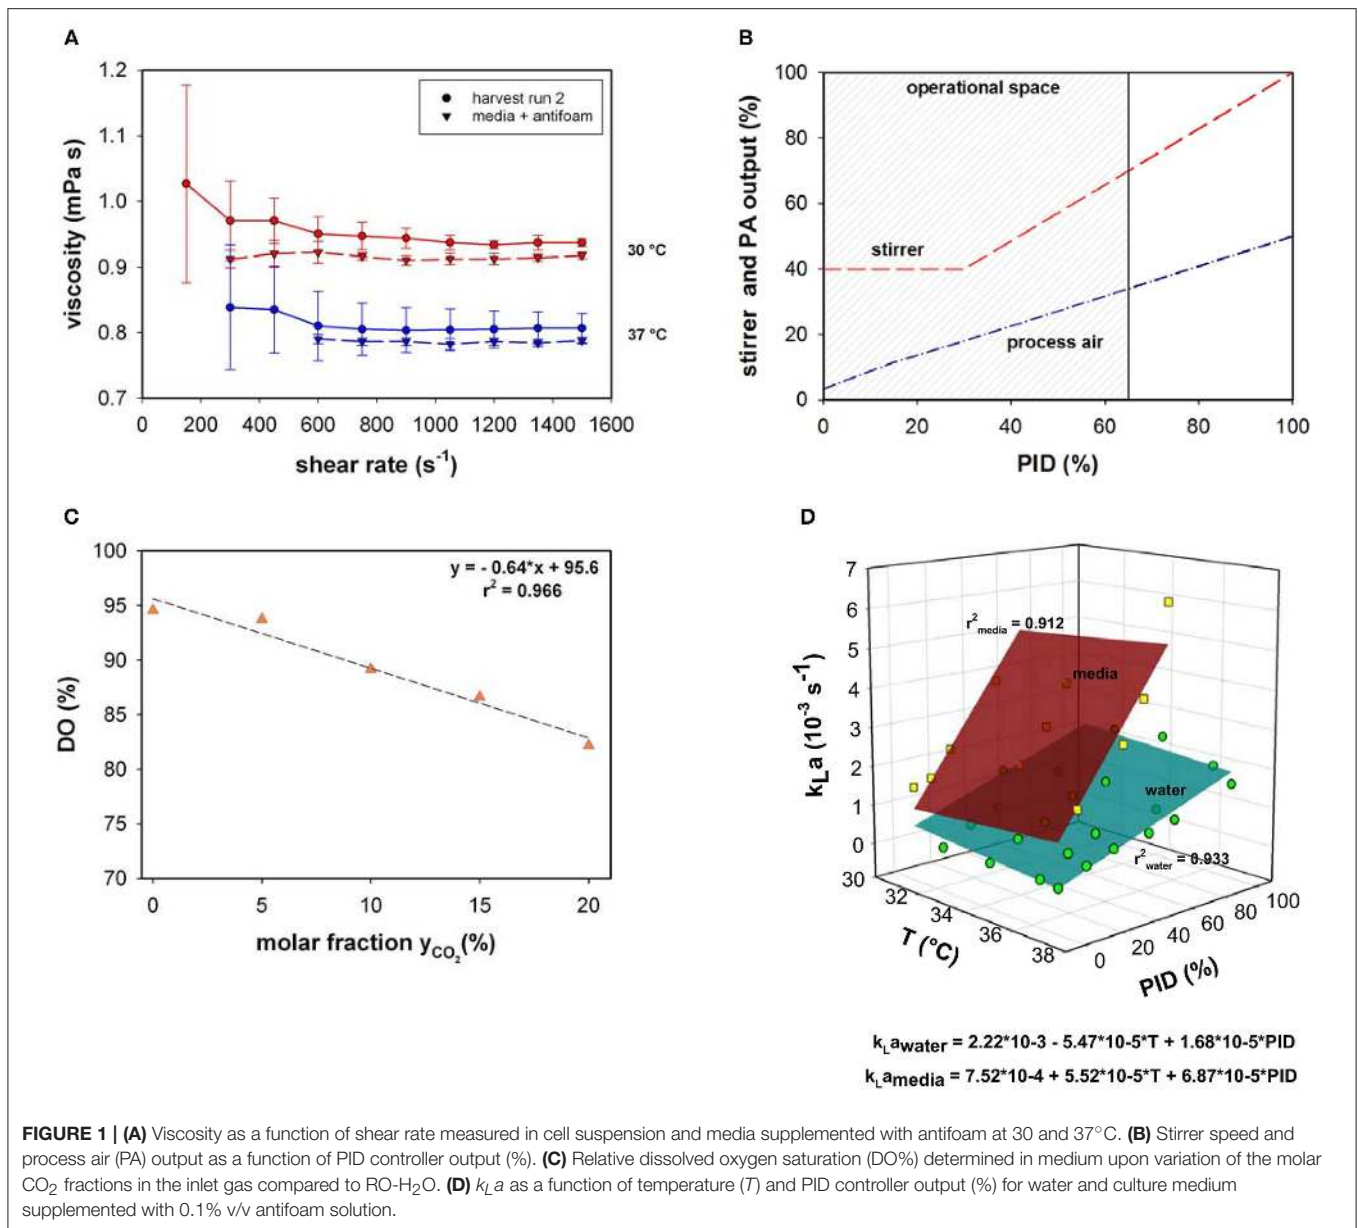 A
1.2
1.1
1.0
0.9
0.8
0.7
viscosity (mPa s)
harvest run 2
media + antifoam
30 °C
37 °C
0 200 400 600 800 1000 1200 1400 1600
shear rate (s-1)
B
100
80
60
40
20
0
stirrer and PA output (%)
operational space
stirrer
process air
0 20 40 60 80 100
PID (%)
C
100
95
90
85
80
75
70
DO (%)
y = - 0.64*x + 95.6
r2 = 0.966
0 5 10 15 20
molar fraction yCO2(%)
D
7
6
5
4
3
2
1
0
kLa (10-3 s-1)
r2media = 0.912
media
water
r2water = 0.933
30 32 34 36 38
T (°C)
0 20 40 60 80 100
PID (%)
kLawater = 2.22*10-3 - 5.47*10-5*T + 1.68*10-5*PID
kLamedia = 7.52*10-4 + 5.52*10-5*T + 6.87*10-5*PID
FIGURE 1 | (A) Viscosity as a function of shear rate measured in cell suspension and media supplemented with antifoam at 30 and 37°C. (B) Stirrer speed and
process air (PA) output as a function of PID controller output (%). (C) Relative dissolved oxygen saturation (DO%) determined in medium upon variation of the molar
CO2 fractions in the inlet gas compared to RO-H2O. (D) kLa as a function of temperature (T) and PID controller output (%) for water and culture medium
supplemented with 0.1% v/v antifoam solution.